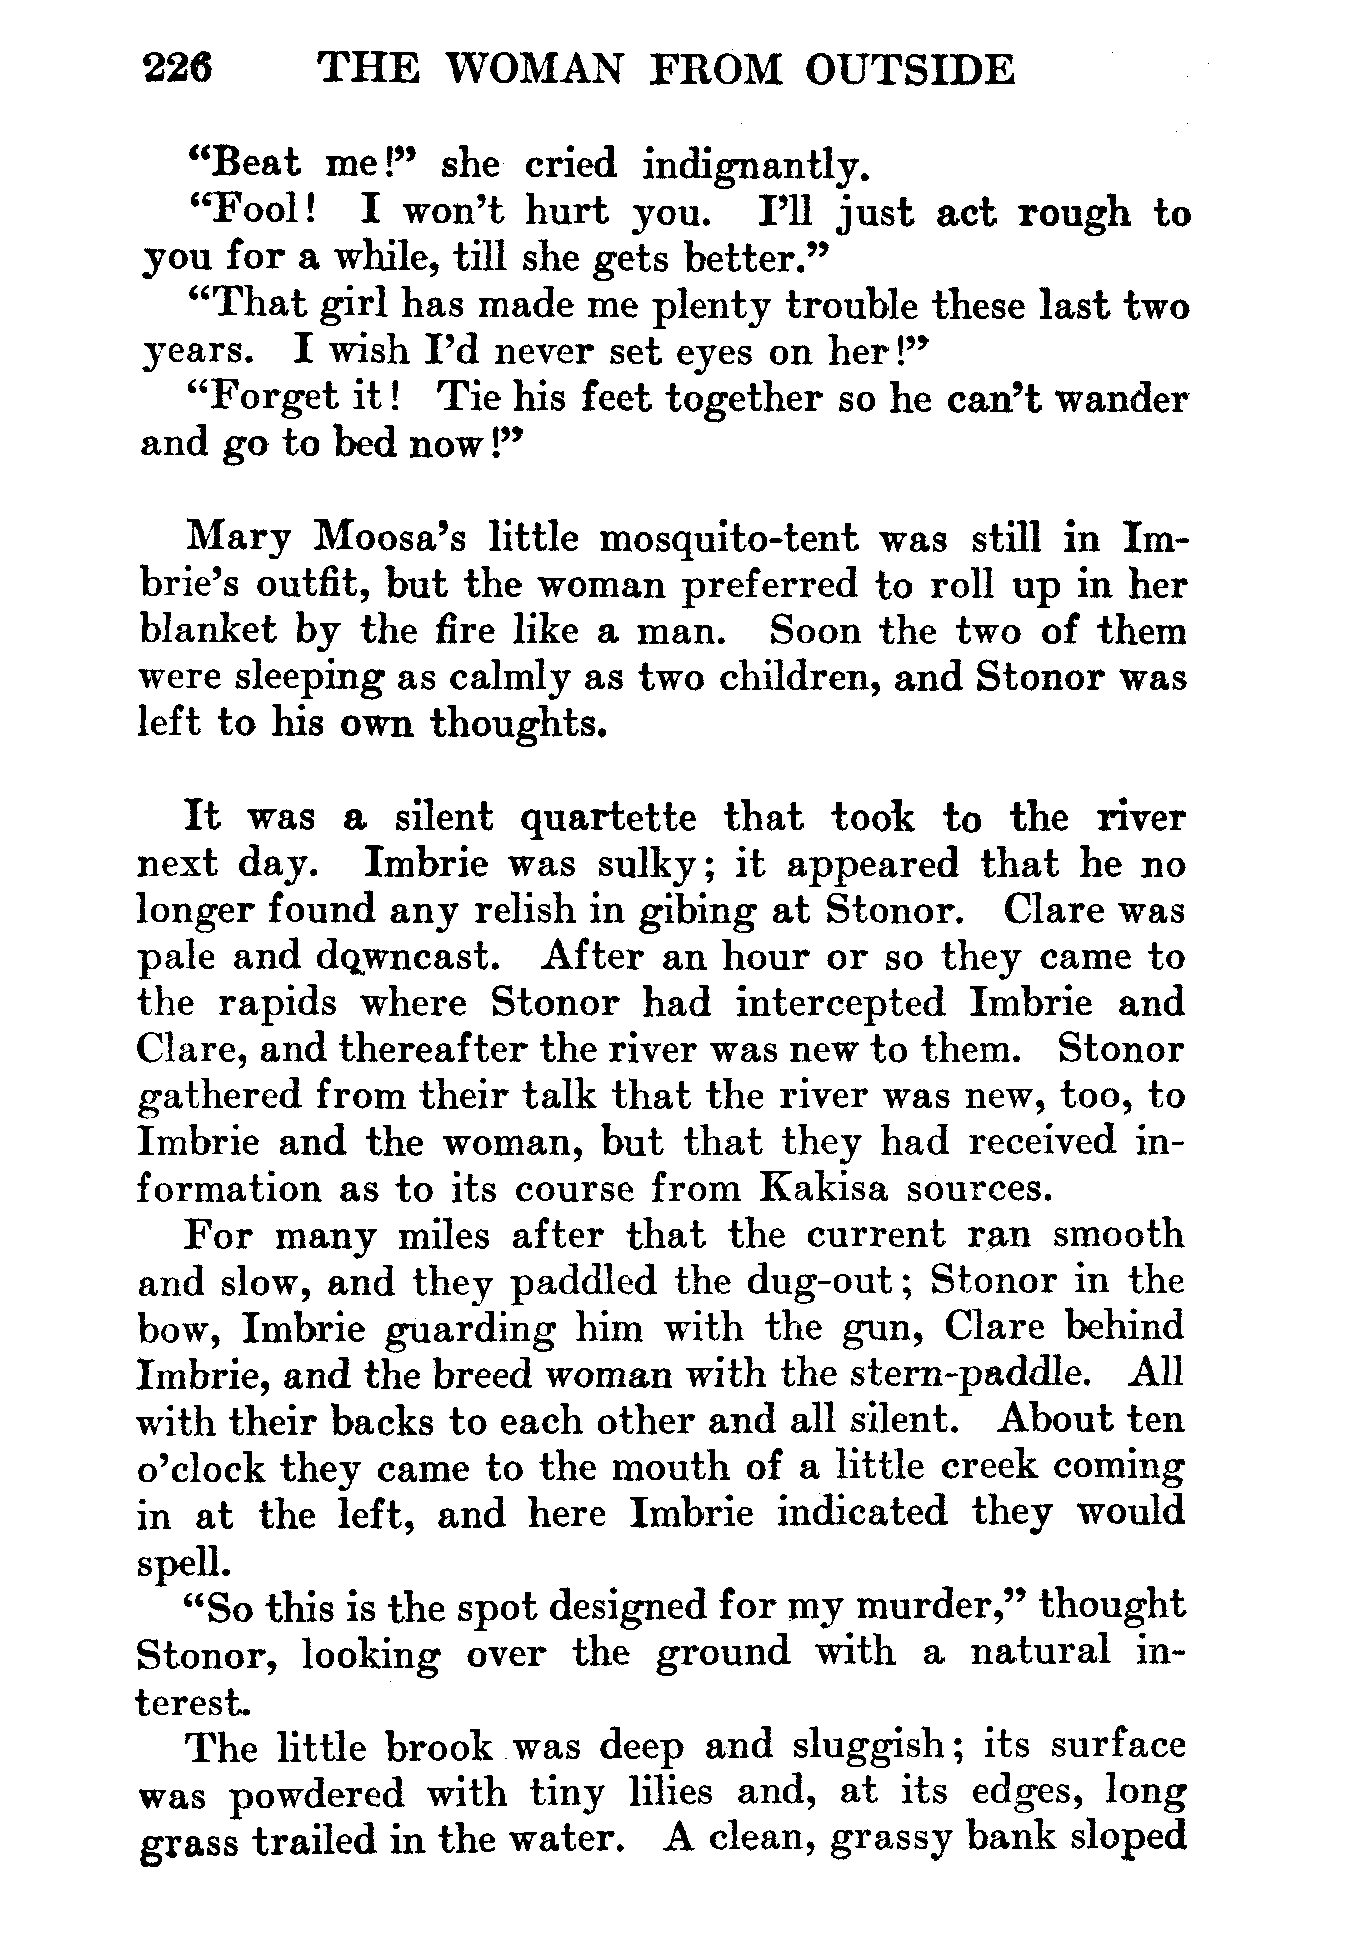 226 THE WOMAN FROM OUTSIDE
“Beat me!” she cried indignantly.
“Fool! I won’t hurt you. I’ll just act rough to
you for a while, till she gets better.”
“That girl has made me plenty trouble these last two
years. I wish I’d never set eyes on her!”
“Forget it! Tie his feet together so he can’t wander
and go to bed now!”
Mary Moosa’s little mosquito-tent was still in Im-
brie’s outfit, but the woman preferred to roll up in her
blanket by the fire like a man. Soon the two of them
were sleeping as calmly as two children, and Stonor was
left to his own thoughts.
It was a silent quartette that took to the river
next day. Imbrie was sulky; it appeared that he no
longer found any relish in gibing at Stonor. Clare was
pale and downcast. After an hour or so they came to
the rapids where Stonor had intercepted Imbrie and
Clare, and thereafter the river was new to them. Stonor
gathered from their talk that the river was new, too, to
Imbrie and the woman, but that they had received in-
formation as to its course from Kakisa sources.
For many miles after that the current ran smooth
and slow, and they paddled the dug-out; Stonor in the
bow, Imbrie guarding him with the gun, Clare behind
Imbrie, and the breed woman with the stern-paddle. All
with their backs to each other and all silent. About ten
o’clock they came to the mouth of a little creek coming
in at the left, and here Imbrie indicated they would
spell.
“So this is the spot designed for my murder,” thought
Stonor, looking over the ground with a natural in-
terest.
The little brook was deep and sluggish; its surface
was powdered with tiny lilies and, at its edges, long
grass trailed in the water. A clean, grassy bank sloped